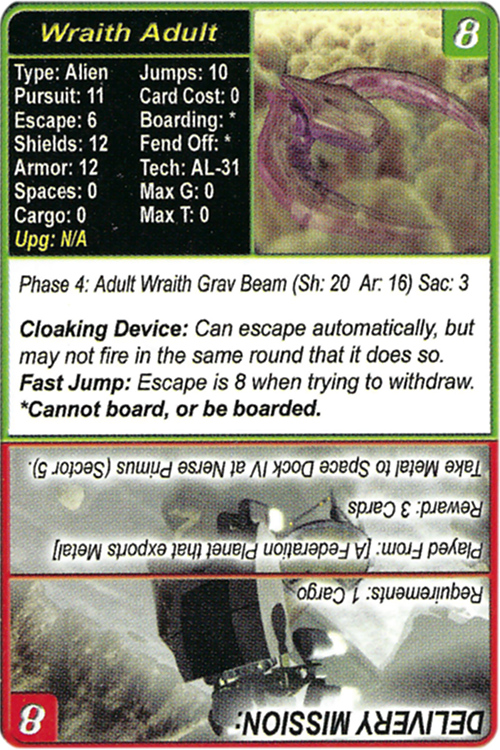 Wraith Adult
8
Type: Alien Jumps: 10
Pursuit: 11 Card Cost: 0
Escape: 6 Boarding: *
Shields: 12 Fend Off: *
Armor: 12 Tech: AL-31
Spaces: 0 Max G: 0
Cargo: 0 Max T: 0
Upg: N/A
Phase 4: Adult Wraith Grav Beam (Sh: 20 Ar: 16) Sac: 3
Cloaking Device: Can escape automatically, but
may not fire in the same round that it does so.
Fast Jump: Escape is 8 when trying to withdraw.
*Cannot board, or be boarded.
DELIVERY MISSION:
8
Requirements: 1 Cargo
Played From: [A Federation Planet that exports Metal]
Reward: 3 Cards
Take Metal to Space Dock IV at Nerse Primus (Sector 5).